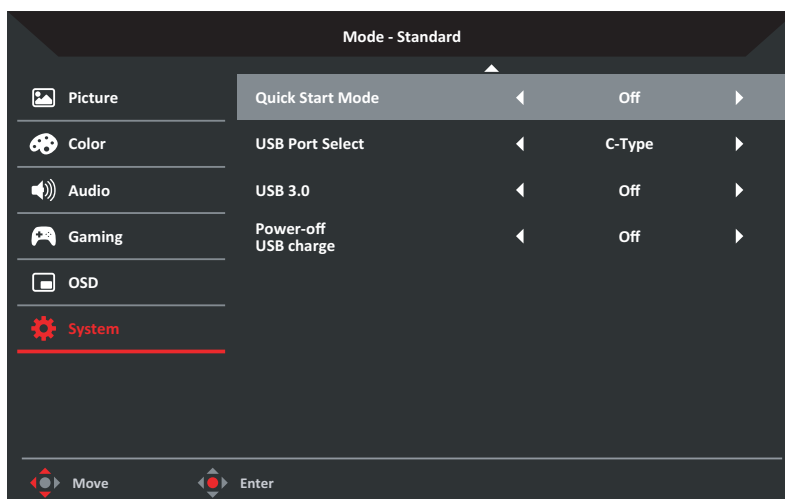 Mode - Standard
Picture
Color
Audio
Gaming
OSD
System
Quick Start Mode Off
USB Port Select C-Type
USB 3.0 Off
Power-off
USB charge Off
Move Enter